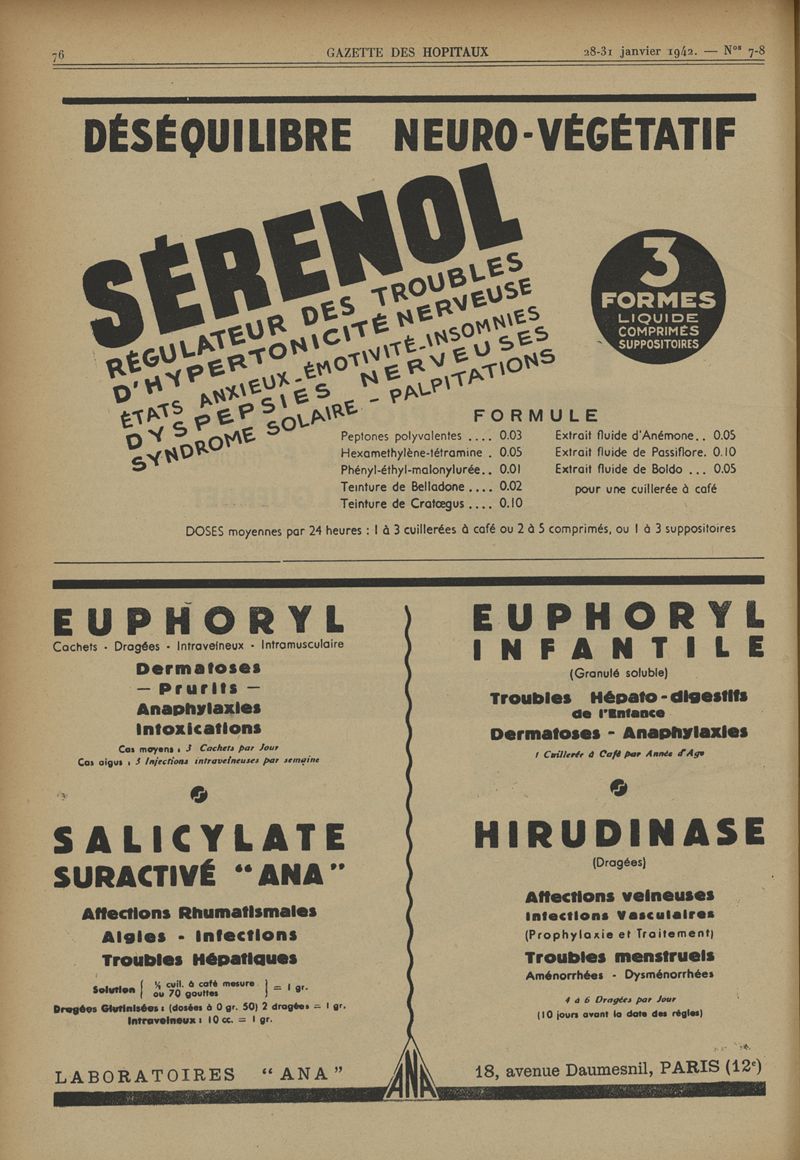 76
GAZETTE DES HOPITAUX
28-31 janvier 1942. — Nos 7-8
DÉSÉQUILIBRE NEURO-VÉGÉTATIF
SÉRENOL
RÉGULATEUR DES TROUBLES
D'HYPERTONICITÉ NERVEUSE
ÉTATS ANXIEUX-ÉMOTIVITÉ-INSOMNIES
DYSPEPSIES NERVEUSES
SYNDROME SOLAIRE - PALPITATIONS
3
FORMES
LIQUIDE
COMPRIMÉS
SUPPOSITOIRES
FORMULE
Peptones polyvalentes .... 0.03
Hexamethylène-tétramine . 0.05
Phényl-éthyl-malonylurée.. 0.01
Teinture de Belladone .... 0.02
Teinture de Cratœgus .... 0.10
Extrait fluide d'Anémone.. 0.05
Extrait fluide de Passiflore. 0.10
Extrait fluide de Boldo ... 0.05
pour une cuillerée à café
DOSES moyennes par 24 heures : 1 à 3 cuillerées à café ou 2 à 5 comprimés, ou 1 à 3 suppositoires
EUPHORYL
Cachets - Dragées - Intraveineux - Intramusculaire
Dermatoses
— Prurits —
Anaphylaxies
Intoxications
Cas moyens : 3 Cachets par Jour
Cas aigus : 3 Injections intraveineuses par semaine
SALICYLATE
SURACTIVÉ "ANA"
Affections Rhumatismales
Algies - Infections
Troubles Hépatiques
Solution { ½ cuil. à café mesure } = 1 gr.
ou 70 gouttes
Dragées Glutinisées : (dosées à 0 gr. 50) 2 dragées = 1 gr.
Intraveineux : 10 cc. = 1 gr.
EUPHORYL
INFANTILE
(Granulé soluble)
Troubles Hépato-digestifs
de l'Enfance
Dermatoses - Anaphylaxies
1 Cuillerée à Café par Année d'Age
HIRUDINASE
(Dragées)
Affections veineuses
Infections Vasculaires
(Prophylaxie et Traitement)
Troubles menstruels
Aménorrhées - Dysménorrhées
4 à 6 Dragées par Jour
(10 jours avant la date des règles)
LABORATOIRES "ANA"
ANA
18, avenue Daumesnil, PARIS (12e)